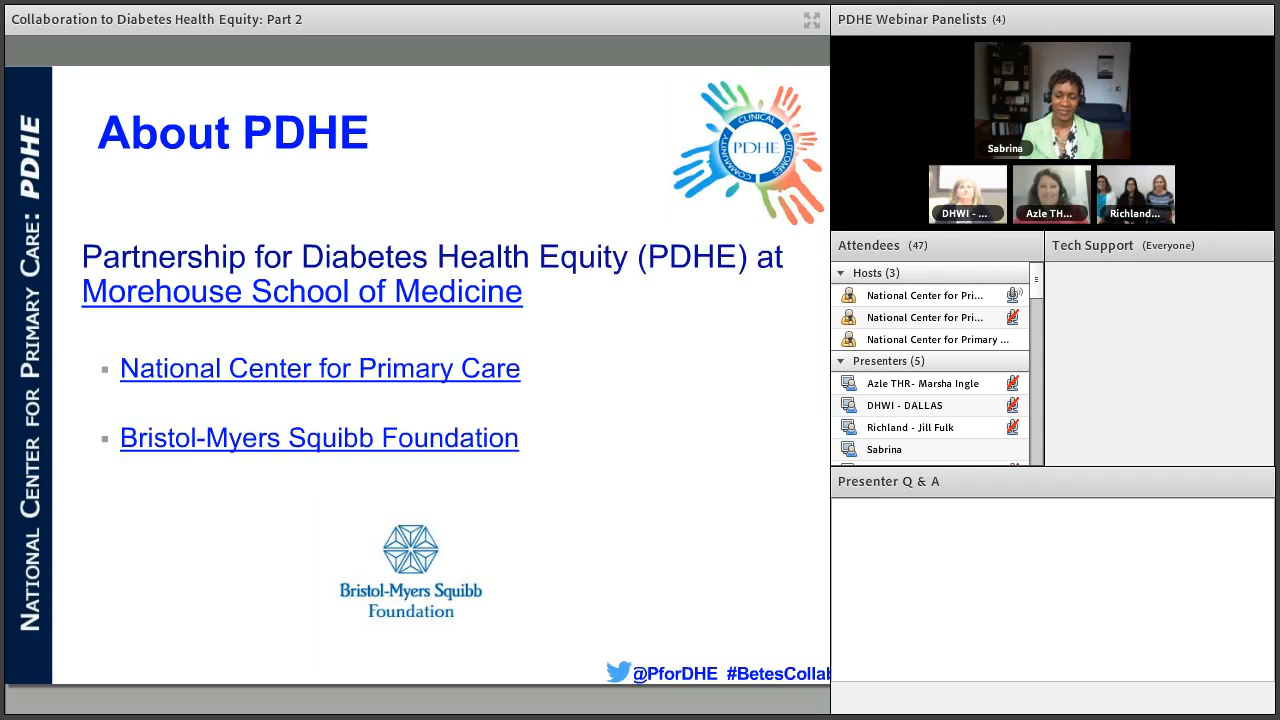 Collaboration to Diabetes Health Equity: Part 2
NATIONAL CENTER FOR PRIMARY CARE: PDHE
About PDHE
CLINICAL
OUTCOMES
COMMUNITY
PDHE
Partnership for Diabetes Health Equity (PDHE) at
Morehouse School of Medicine
National Center for Primary Care
Bristol-Myers Squibb Foundation
Bristol-Myers Squibb
Foundation
@PforDHE #BetesCollab
PDHE Webinar Panelists (4)
Sabrina
DHWI - ...
Azle TH...
Richland...
Attendees (47)
Hosts (3)
National Center for Pri...
National Center for Pri...
National Center for Primary ...
Presenters (5)
Azle THR- Marsha Ingle
DHWI - DALLAS
Richland - Jill Fulk
Sabrina
Tech Support (Everyone)
Presenter Q & A